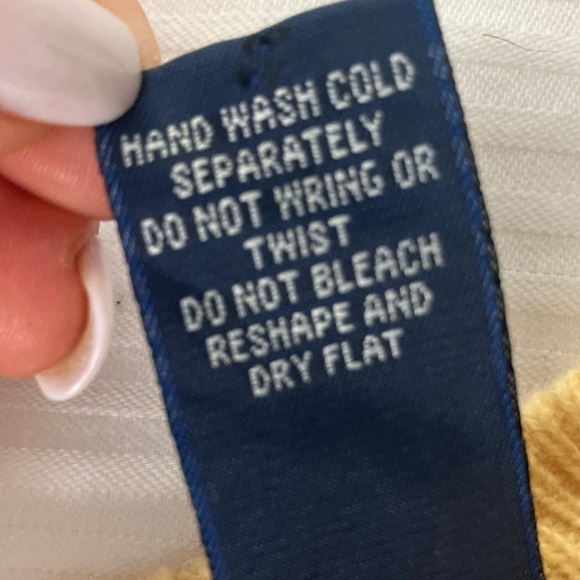 HAND WASH COLD
SEPARATELY
DO NOT WRING OR
TWIST
DO NOT BLEACH
RESHAPE AND
DRY FLAT